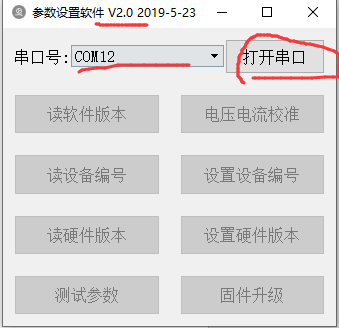 参数设置软件 V2.0 2019-5-23
串口号: COM12 打开串口
读软件版本 电压电流校准
读设备编号 设置设备编号
读硬件版本 设置硬件版本
测试参数 固件升级